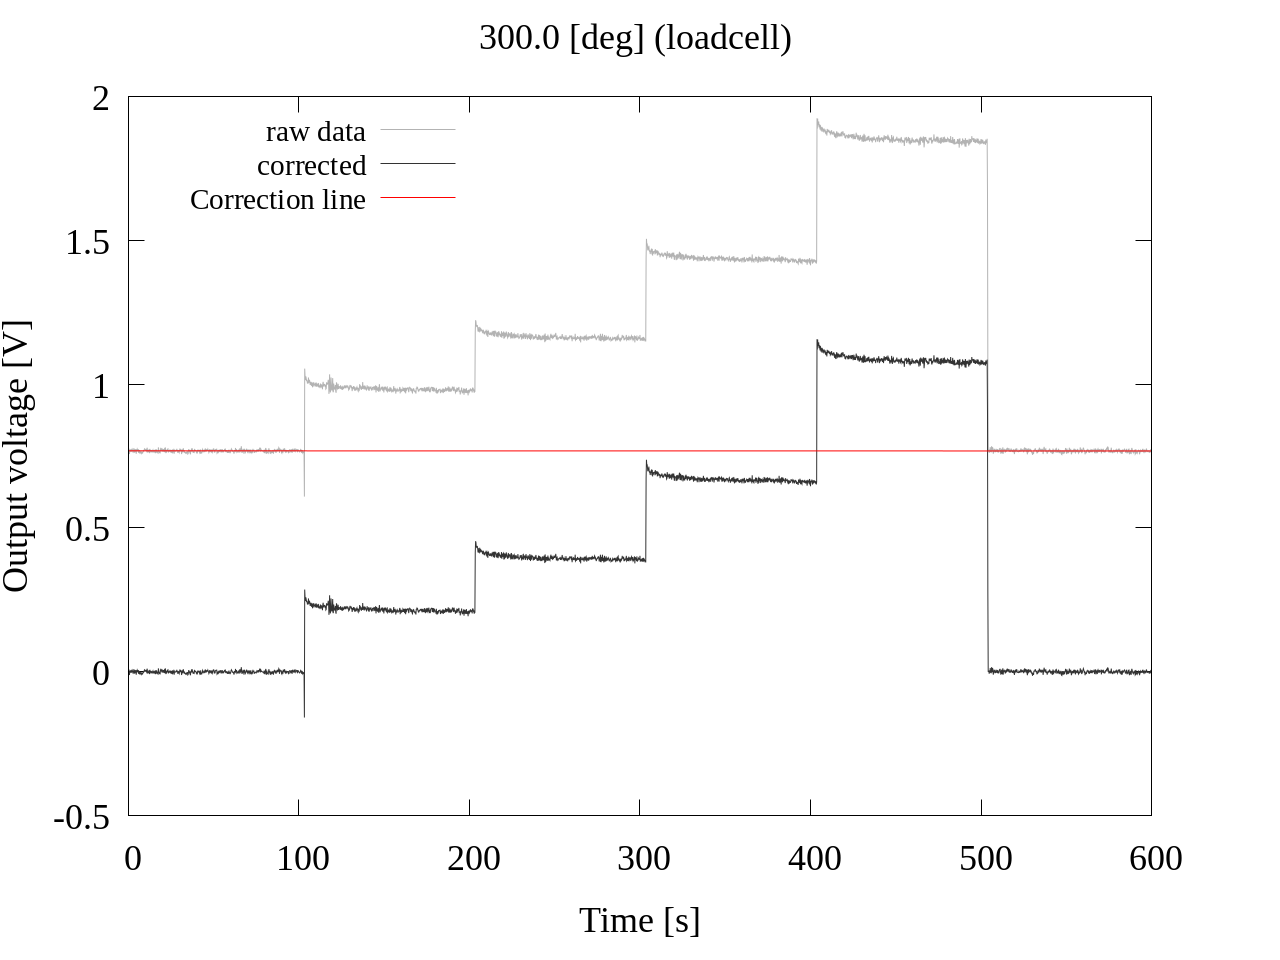 300.0 [deg] (loadcell)
2
raw data
corrected
Correction line
1.5
1
0.5
0
-0.5
Output voltage [V]
0 100 200 300 400 500 600
Time [s]